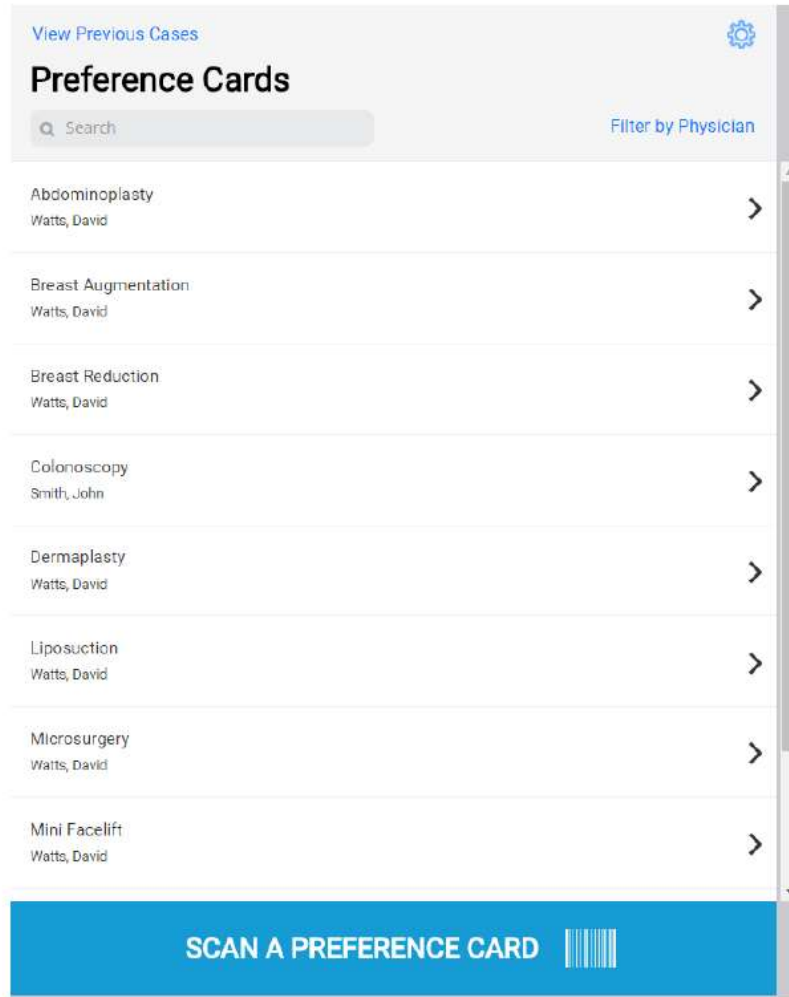 View Previous Cases
Preference Cards
Search
Filter by Physician
Abdominoplasty
Watts, David
Breast Augmentation
Watts, David
Breast Reduction
Watts, David
Colonoscopy
Smith, John
Dermaplasty
Watts, David
Liposuction
Watts, David
Microsurgery
Watts, David
Mini Facelift
Watts, David
SCAN A PREFERENCE CARD